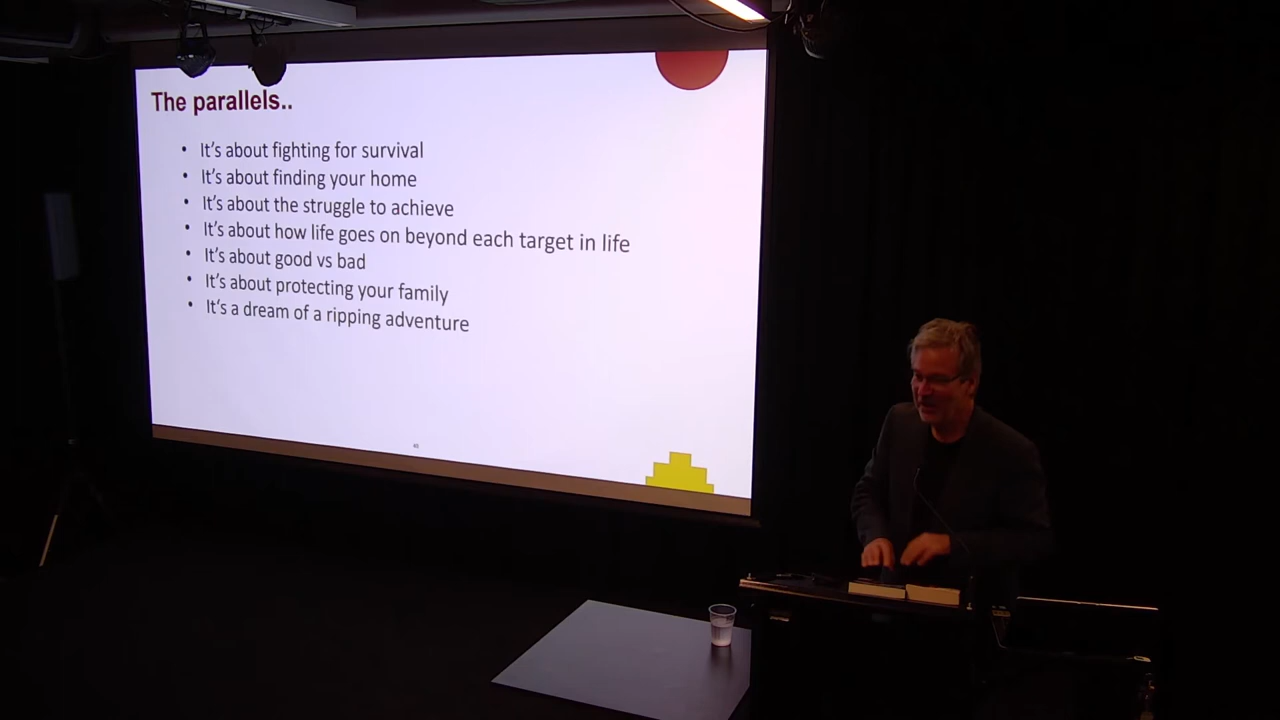 The parallels..
• It's about fighting for survival
• It's about finding your home
• It's about the struggle to achieve
• It's about how life goes on beyond each target in life
• It's about good vs bad
• It's about protecting your family
• It's a dream of a ripping adventure